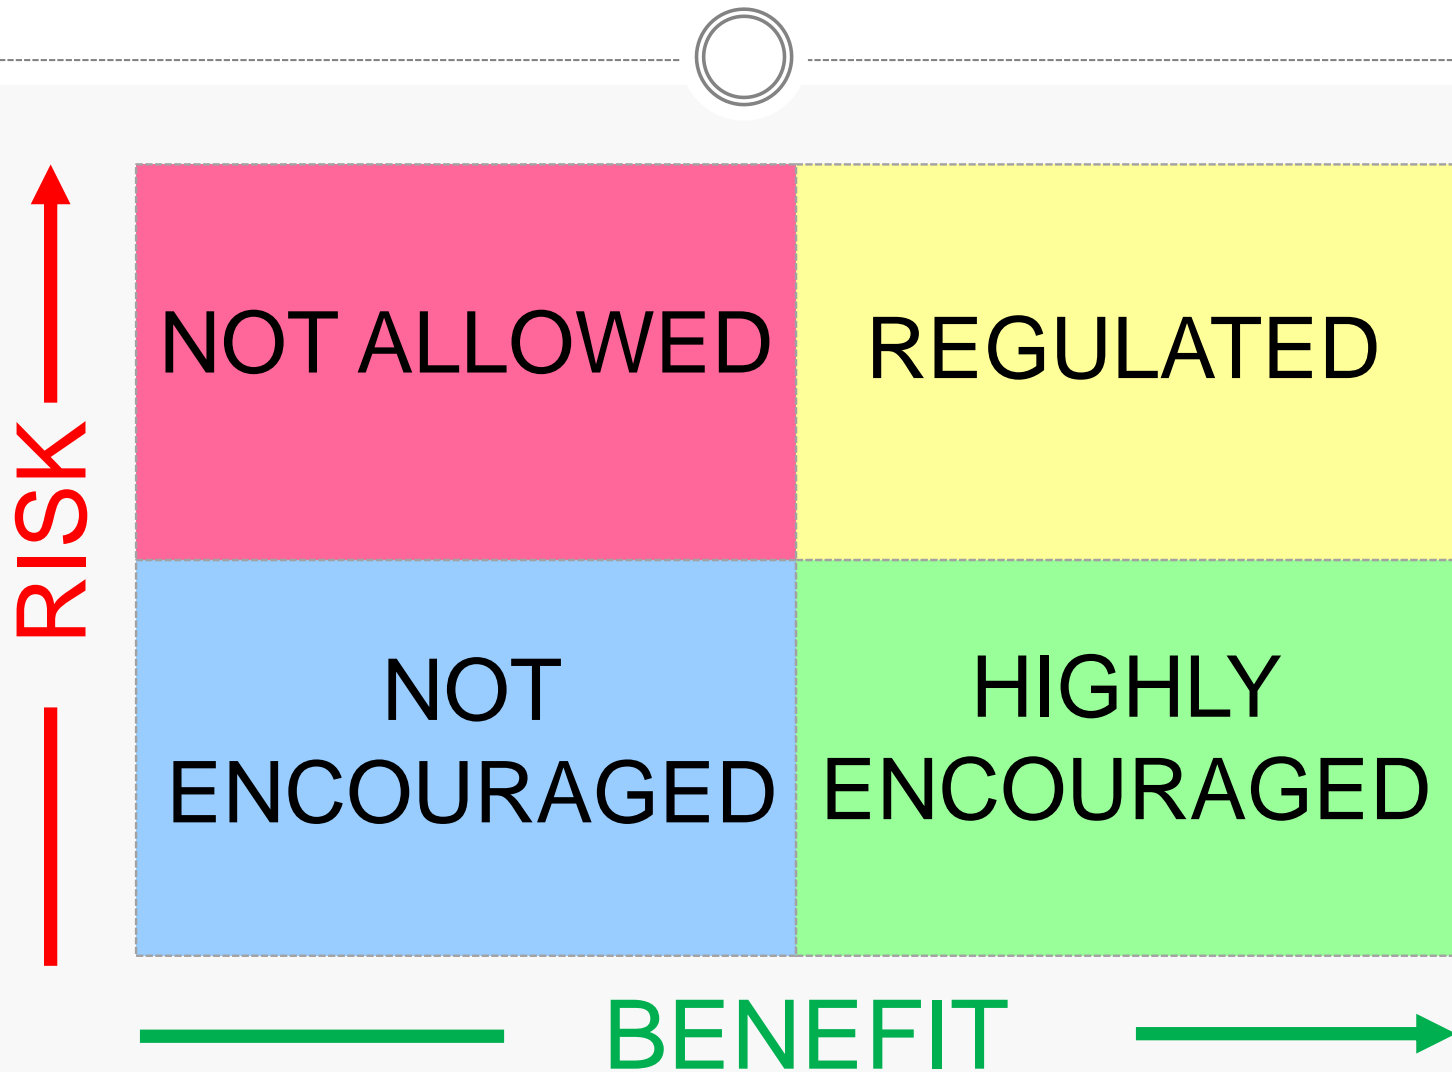 NOT ALLOWED
REGULATED
RISK
NOT
ENCOURAGED
HIGHLY
ENCOURAGED
BENEFIT